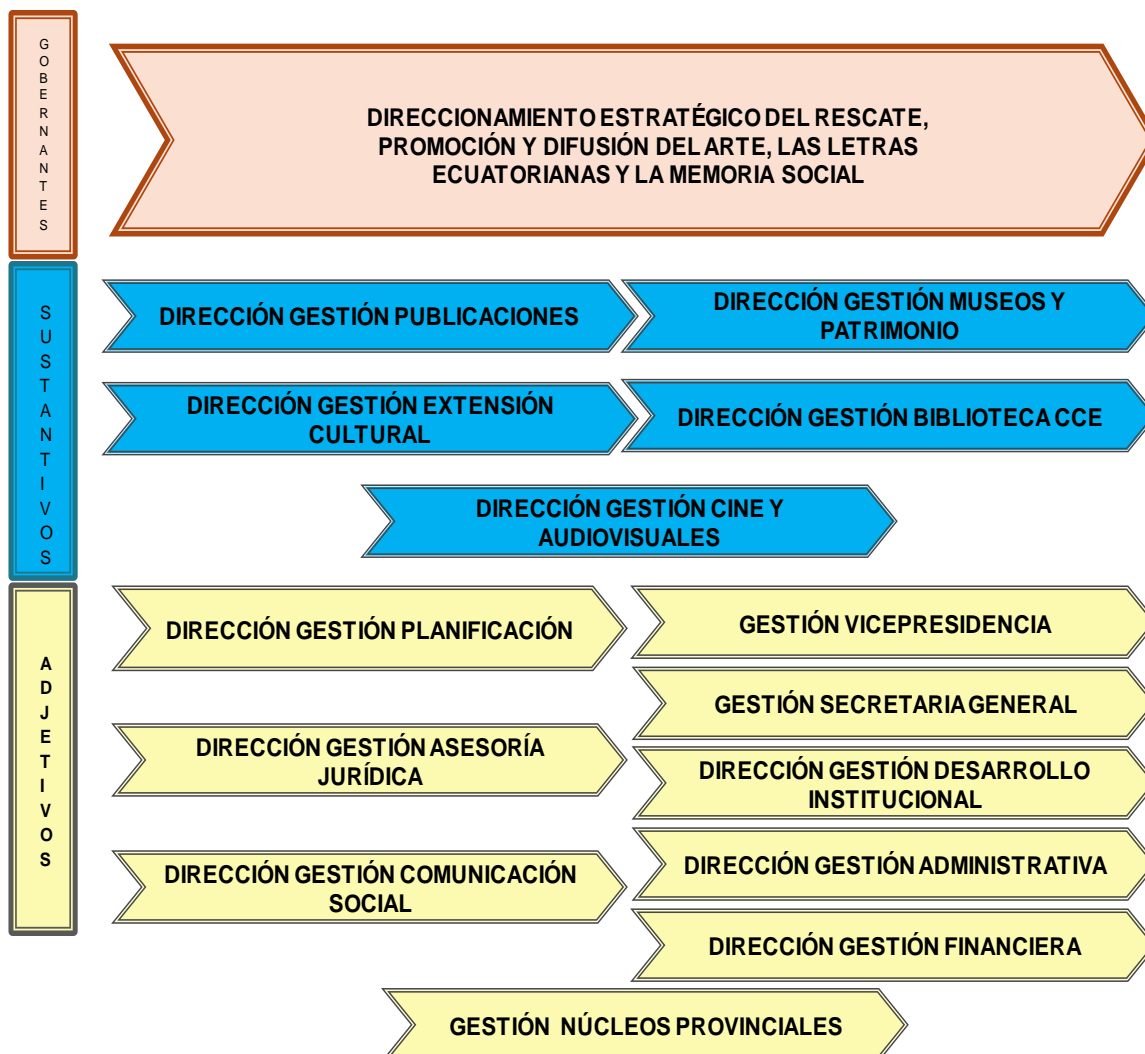 GOBERNANTES
DIRECCIONAMIENTO ESTRATÉGICO DEL RESCATE,
PROMOCIÓN Y DIFUSIÓN DEL ARTE, LAS LETRAS
ECUATORIANAS Y LA MEMORIA SOCIAL
SUSTANTIVOS
DIRECCIÓN GESTIÓN PUBLICACIONES
DIRECCIÓN GESTIÓN MUSEOS Y
PATRIMONIO
DIRECCIÓN GESTIÓN EXTENSIÓN
CULTURAL
DIRECCIÓN GESTIÓN BIBLIOTECA CCE
DIRECCIÓN GESTIÓN CINE Y
AUDIOVISUALES
ADJETIVOS
DIRECCIÓN GESTIÓN PLANIFICACIÓN
DIRECCIÓN GESTIÓN ASESORÍA
JURÍDICA
DIRECCIÓN GESTIÓN COMUNICACIÓN
SOCIAL
GESTIÓN VICEPRESIDENCIA
GESTIÓN SECRETARIA GENERAL
DIRECCIÓN GESTIÓN DESARROLLO
INSTITUCIONAL
DIRECCIÓN GESTIÓN ADMINISTRATIVA
DIRECCIÓN GESTIÓN FINANCIERA
GESTIÓN NÚCLEOS PROVINCIALES